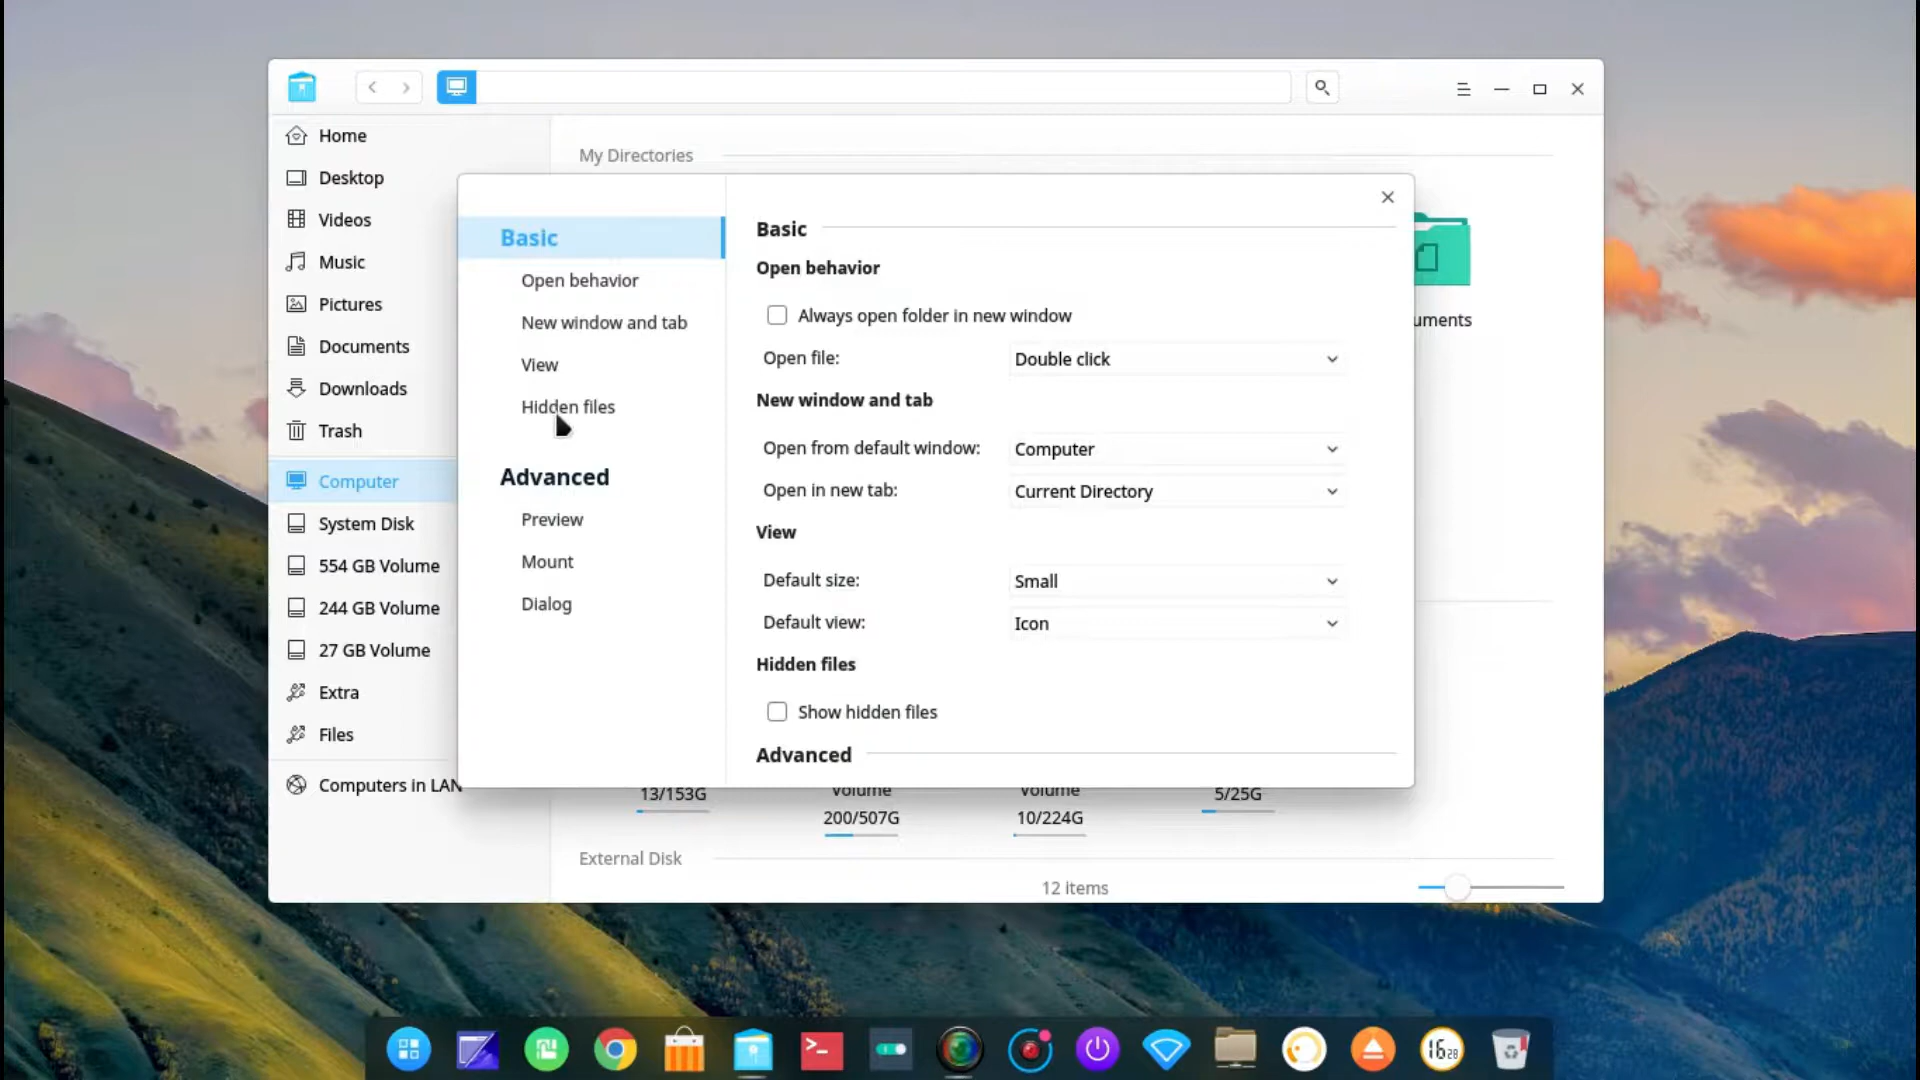 Home
Desktop
Videos
Music
Pictures
Documents
Downloads
Trash
Computer
System Disk
554 GB Volume
244 GB Volume
27 GB Volume
Extra
Files
Computers in LAN
My Directories
uments
Basic
Open behavior
New window and tab
View
Hidden files
Advanced
Preview
Mount
Dialog
Basic
Open behavior
Always open folder in new window
Open file: Double click
New window and tab
Open from default window: Computer
Open in new tab: Current Directory
View
Default size: Small
Default view: Icon
Hidden files
Show hidden files
Advanced
13/153G
Volume
200/507G
Volume
10/224G
5/25G
External Disk
12 items
16 28